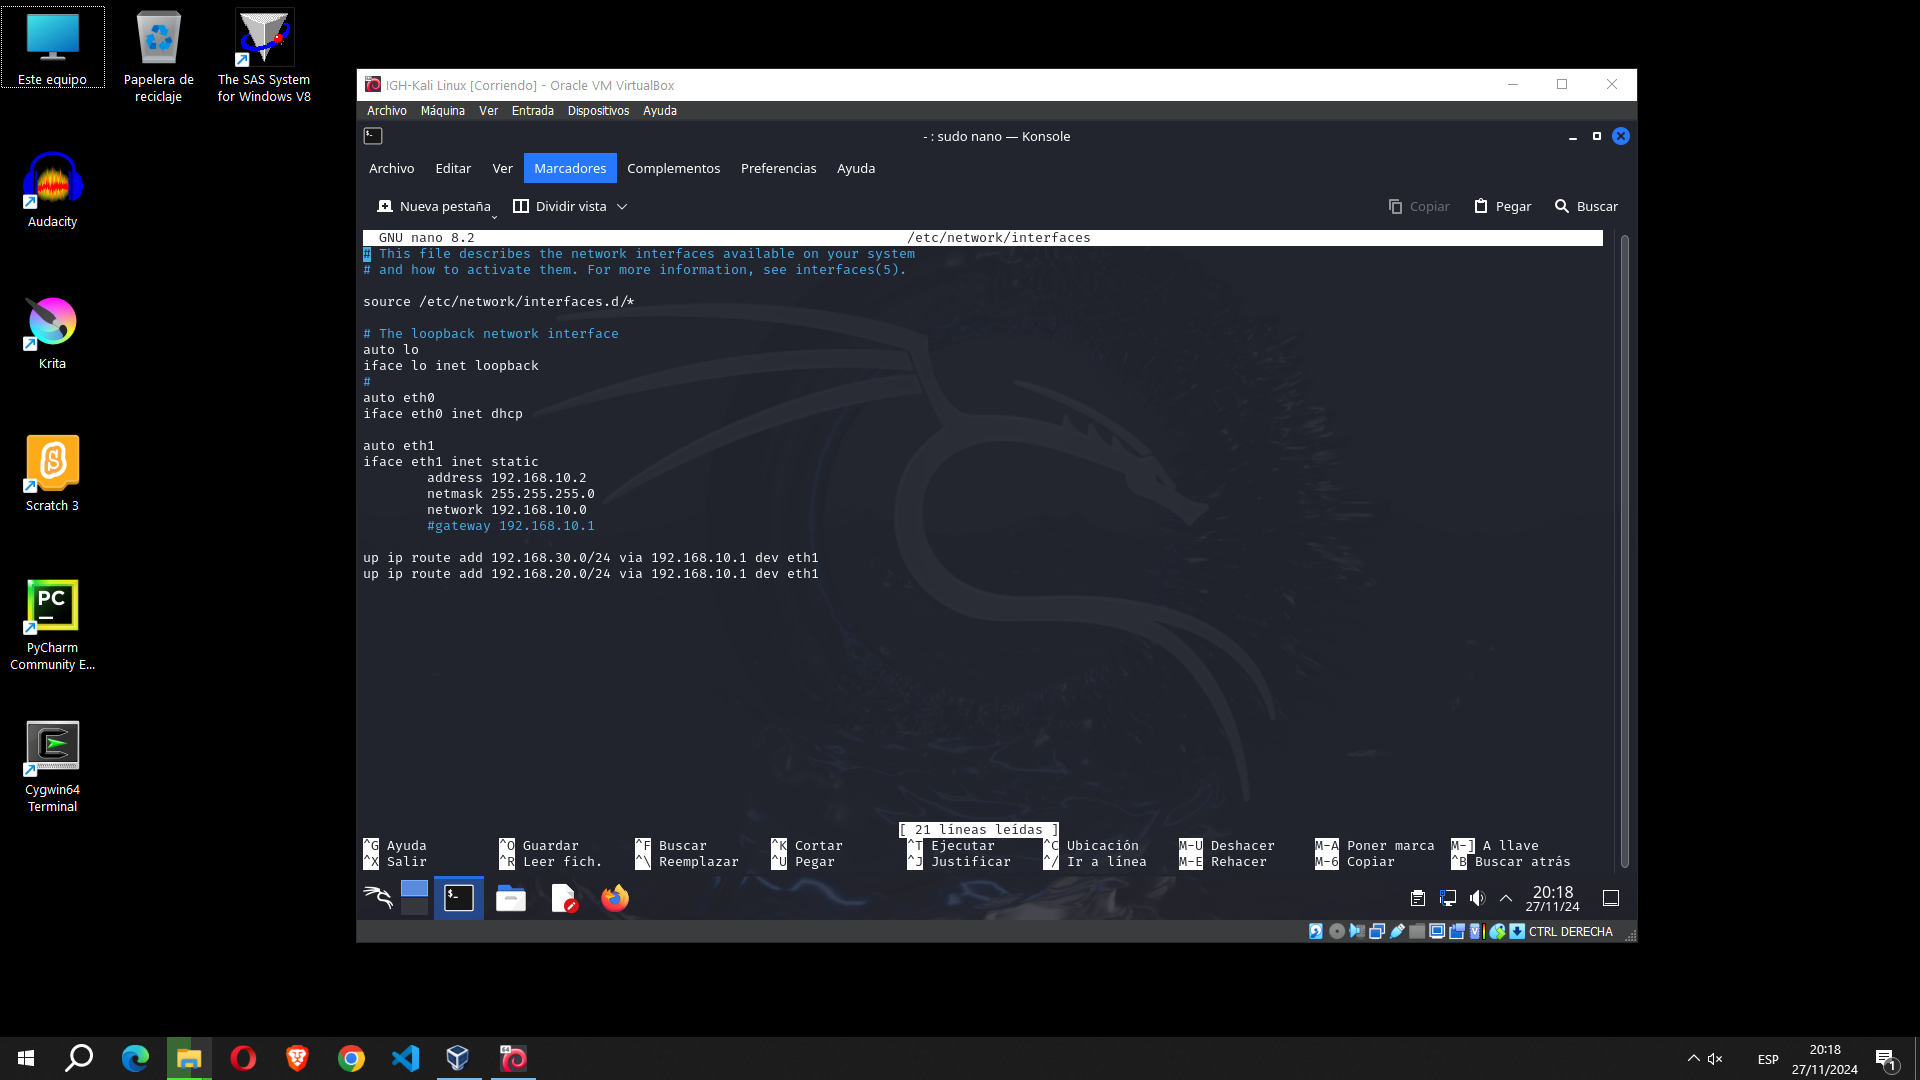 Este equipo
Papelera de
reciclaje
The SAS System
for Windows V8
Audacity
Krita
Scratch 3
PyCharm
Community E...
Cygwin64
Terminal
IGH-Kali Linux [Corriendo] - Oracle VM VirtualBox
Archivo Máquina Ver Entrada Dispositivos Ayuda
- : sudo nano — Konsole
Archivo Editar Ver Marcadores Complementos Preferencias Ayuda
Nueva pestaña Dividir vista Copiar Pegar Buscar
GNU nano 8.2 /etc/network/interfaces
# This file describes the network interfaces available on your system
# and how to activate them. For more information, see interfaces(5).
source /etc/network/interfaces.d/*
# The loopback network interface
auto lo
iface lo inet loopback
#
auto eth0
iface eth0 inet dhcp
auto eth1
iface eth1 inet static
address 192.168.10.2
netmask 255.255.255.0
network 192.168.10.0
#gateway 192.168.10.1
up ip route add 192.168.30.0/24 via 192.168.10.1 dev eth1
up ip route add 192.168.20.0/24 via 192.168.10.1 dev eth1
[ 21 líneas leídas ]
^G Ayuda ^O Guardar ^F Buscar ^K Cortar ^T Ejecutar ^C Ubicación M-U Deshacer M-A Poner marca M-] A llave
^X Salir ^R Leer fich. ^\ Reemplazar ^U Pegar ^J Justificar ^/ Ir a línea M-E Rehacer M-6 Copiar ^B Buscar atrás
20:18
27/11/24
CTRL DERECHA
ESP
20:18
27/11/2024
1